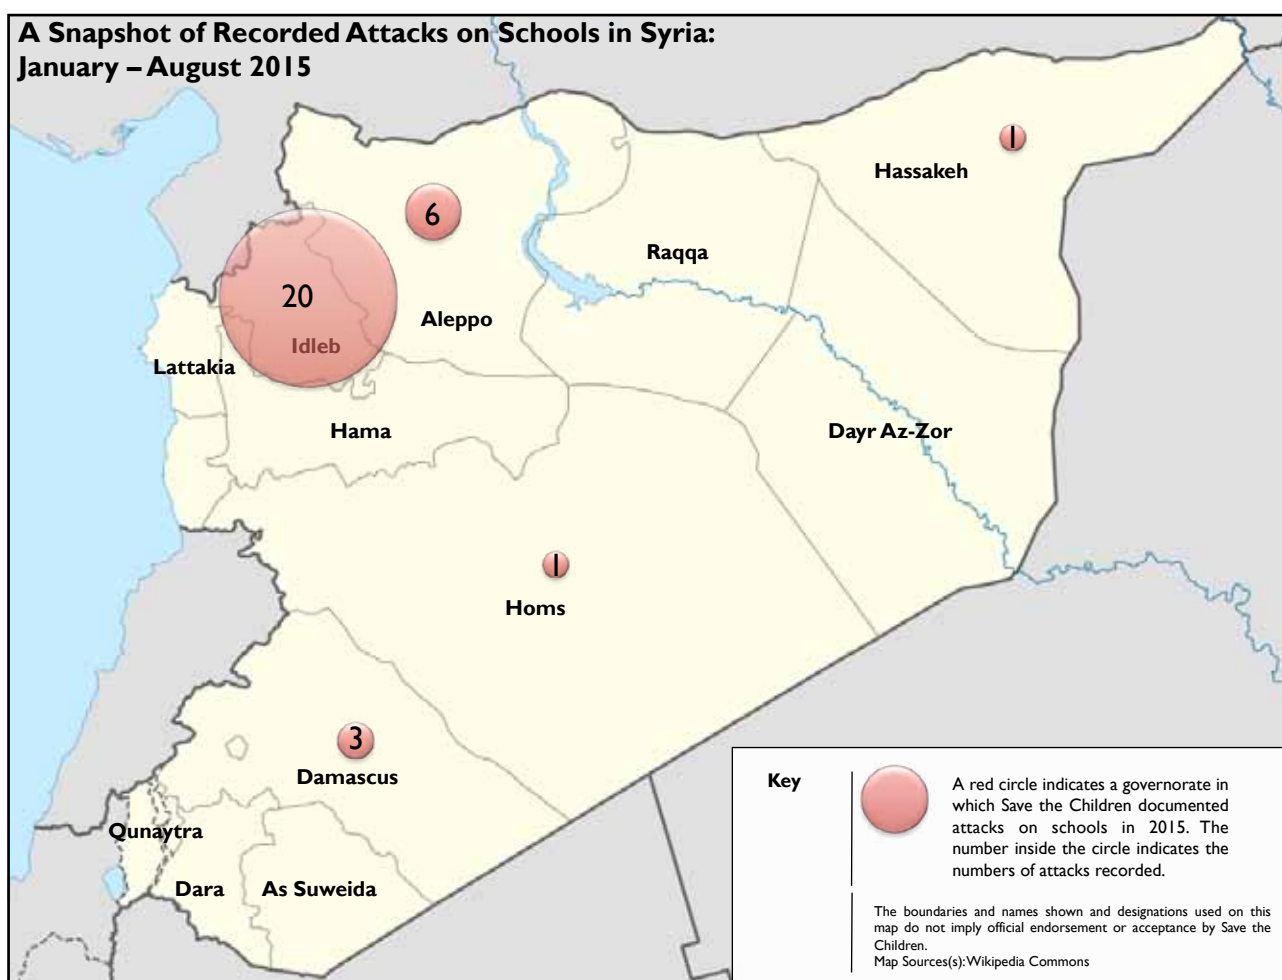 A Snapshot of Recorded Attacks on Schools in Syria:
January – August 2015
1
Hassakeh
6
Raqqa
20
Aleppo
Idleb
Lattakia
Hama
Dayr Az-Zor
1
Homs
3
Damascus
Qunaytra
Dara
As Suweida
Key
A red circle indicates a governorate in
which Save the Children documented
attacks on schools in 2015. The
number inside the circle indicates the
numbers of attacks recorded.
The boundaries and names shown and designations used on this
map do not imply official endorsement or acceptance by Save the
Children.
Map Sources(s): Wikipedia Commons